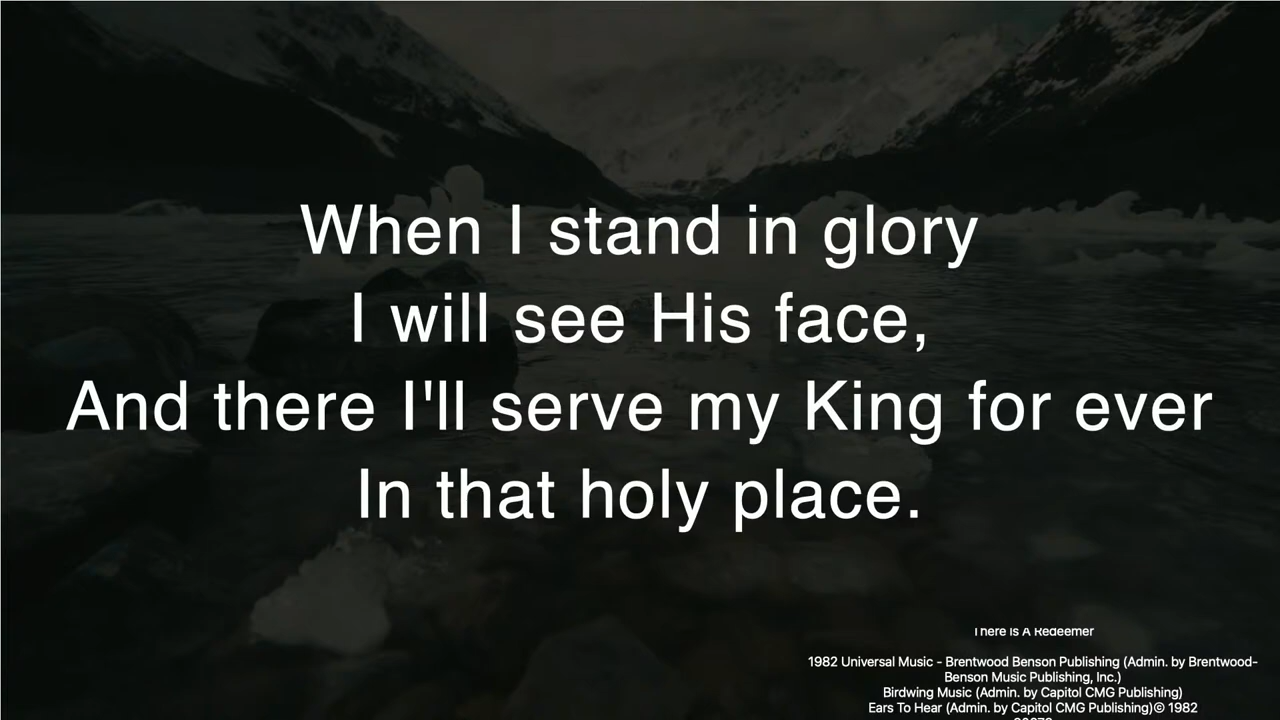 When I stand in glory
I will see His face,
And there I'll serve my King for ever
In that holy place.
There Is A Redeemer
1982 Universal Music - Brentwood Benson Publishing (Admin. by Brentwood-
Benson Music Publishing, Inc.)
Birdwing Music (Admin. by Capitol CMG Publishing)
Ears To Hear (Admin. by Capitol CMG Publishing)© 1982